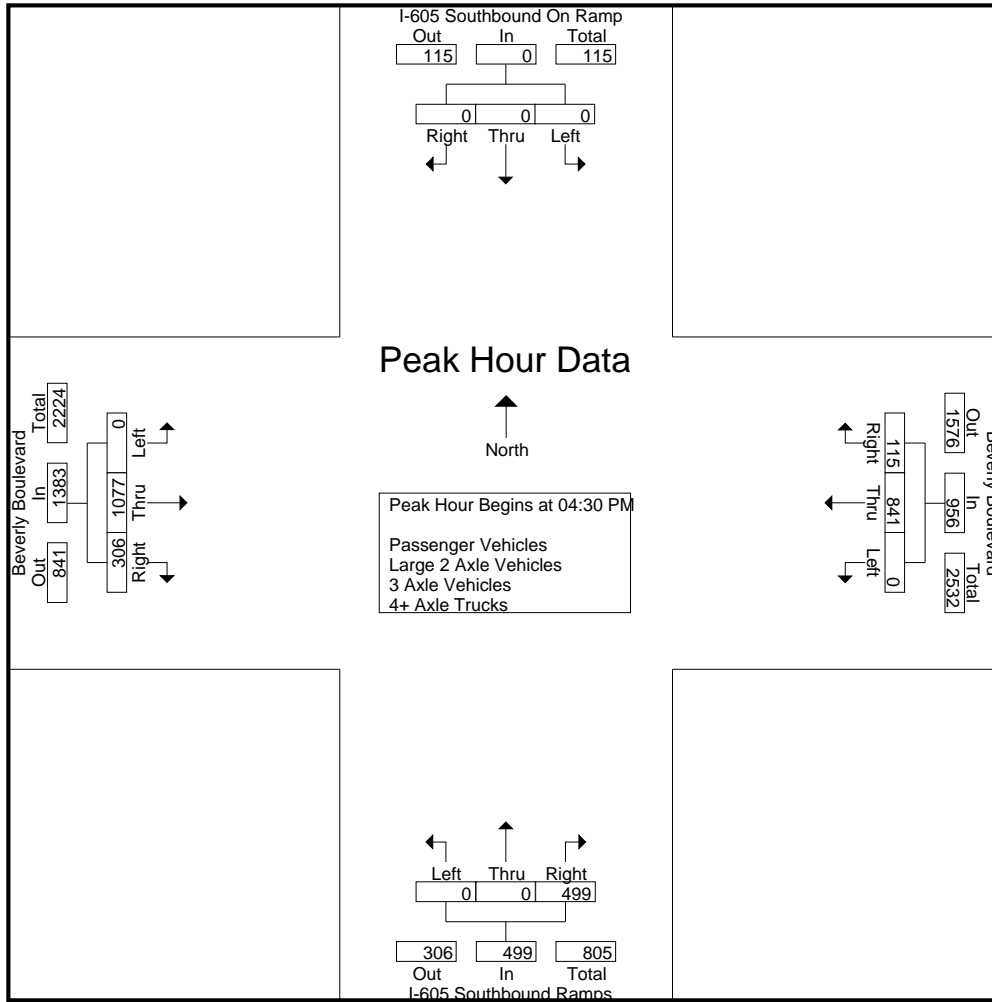 I-605 Southbound On Ramp
Out In Total
115 0 115
0 0 0
Right Thru Left
Peak Hour Data
North
Peak Hour Begins at 04:30 PM
Passenger Vehicles
Large 2 Axle Vehicles
3 Axle Vehicles
4+ Axle Trucks
Beverly Boulevard
Out In Total
841 1383 2224
306 1077 0
Right Thru Left
Beverly Boulevard
Out In Total
1576 956 2532
115 841 0
Right Thru Left
Left Thru Right
0 0 499
306 499 805
Out In Total
I-605 Southbound Ramps